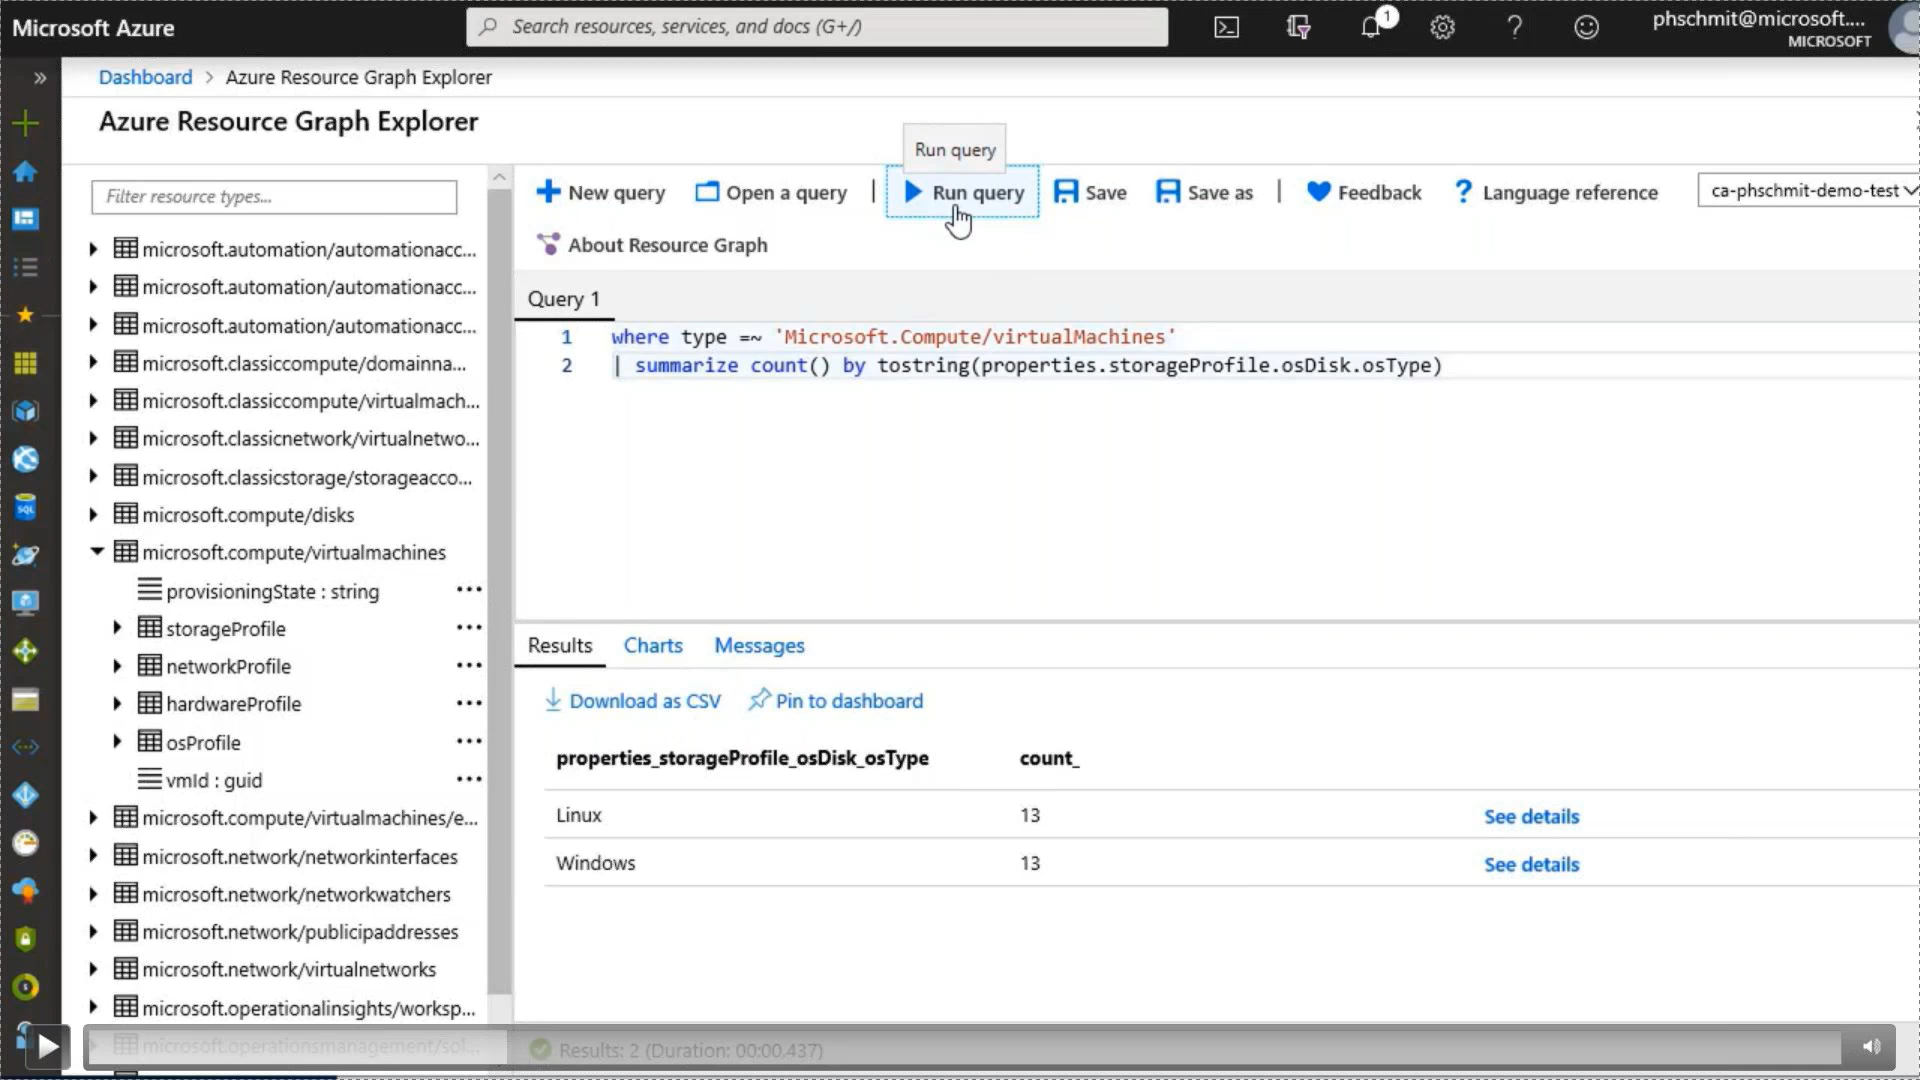 Microsoft Azure
Search resources, services, and docs (G+/)
1
phschmit@microsoft....
MICROSOFT
Dashboard > Azure Resource Graph Explorer
Azure Resource Graph Explorer
Run query
Filter resource types...
New query
Open a query
Run query
Save
Save as
Feedback
Language reference
ca-phschmit-demo-test
About Resource Graph
Query 1
1 where type =~ 'Microsoft.Compute/virtualMachines'
2 | summarize count() by tostring(properties.storageProfile.osDisk.osType)
microsoft.automation/automationacc...
microsoft.automation/automationacc...
microsoft.automation/automationacc...
microsoft.classiccompute/domainna...
microsoft.classiccompute/virtualmach...
microsoft.classicnetwork/virtualnetwo...
microsoft.classicstorage/storageacco...
microsoft.compute/disks
microsoft.compute/virtualmachines
provisioningState : string
storageProfile
networkProfile
hardwareProfile
osProfile
vmId : guid
microsoft.compute/virtualmachines/e...
microsoft.network/networkinterfaces
microsoft.network/networkwatchers
microsoft.network/publicipaddresses
microsoft.network/virtualnetworks
microsoft.operationalinsights/worksp...
microsoft.operationsmanagement/sol...
Results
Charts
Messages
Download as CSV
Pin to dashboard
properties_storageProfile_osDisk_osType count_
Linux 13 See details
Windows 13 See details
Results: 2 (Duration: 00:00.437)
SQL